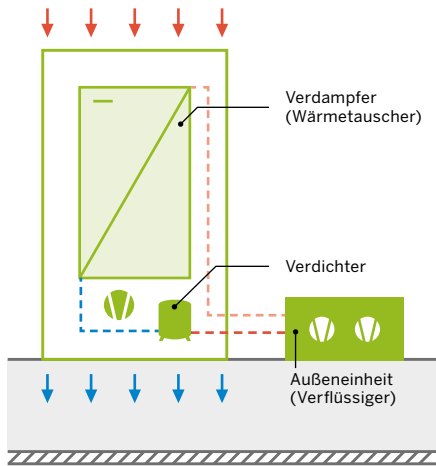 Verdampfer
(Wärmetauscher)
Verdichter
Außeneinheit
(Verflüssiger)